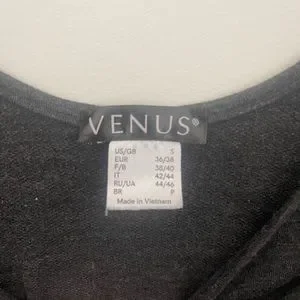 VENUS®
US/GB S
EUR 36/38
F/B 38/40
IT 42/44
RU/UA 44/46
BR P
Made in Vietnam